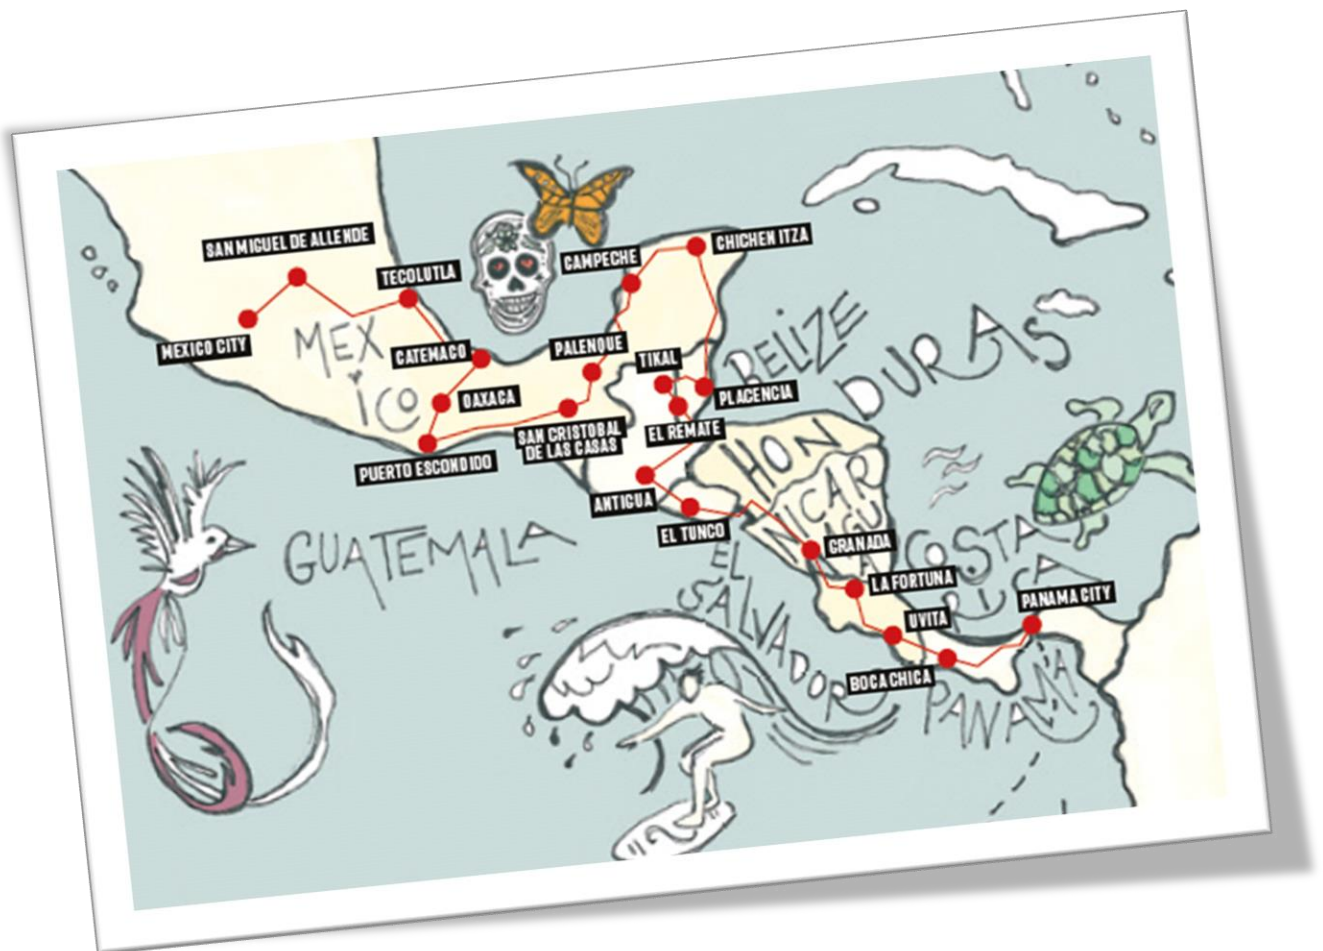 SAN MIGUEL DE ALLENDE
CHICHEN ITZA
CAMPECHE
TECOLUTLA
MEXICO CITY
MEX
ICO
CATEMACO
PALENQUE
TIKAL
BELIZE
OAXACA
PLACENCIA
DURAS
SAN CRISTOBAL
DE LAS CASAS
EL REMATE
HON
PUERTO ESCONDIDO
ANTIGUA
NICAR
AGU
A
EL TUNCO
GUATEMALA
GRANADA
COSTA
RICA
EL
SALVADOR
LA FORTUNA
PANAMA CITY
UVITA
BOCA CHICA
PANAMA